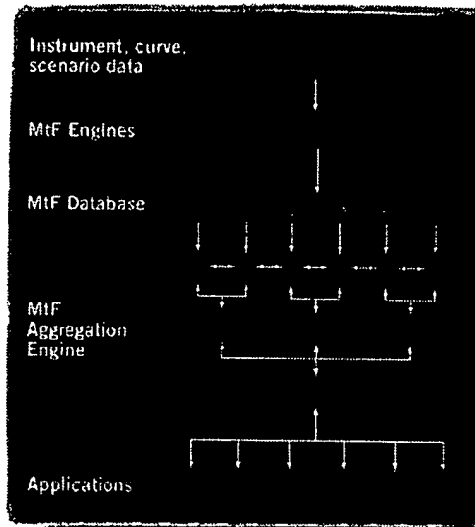 Instrument, curve,
scenario data
MtF Engines
MtF Database
MtF
Aggregation
Engine
Applications